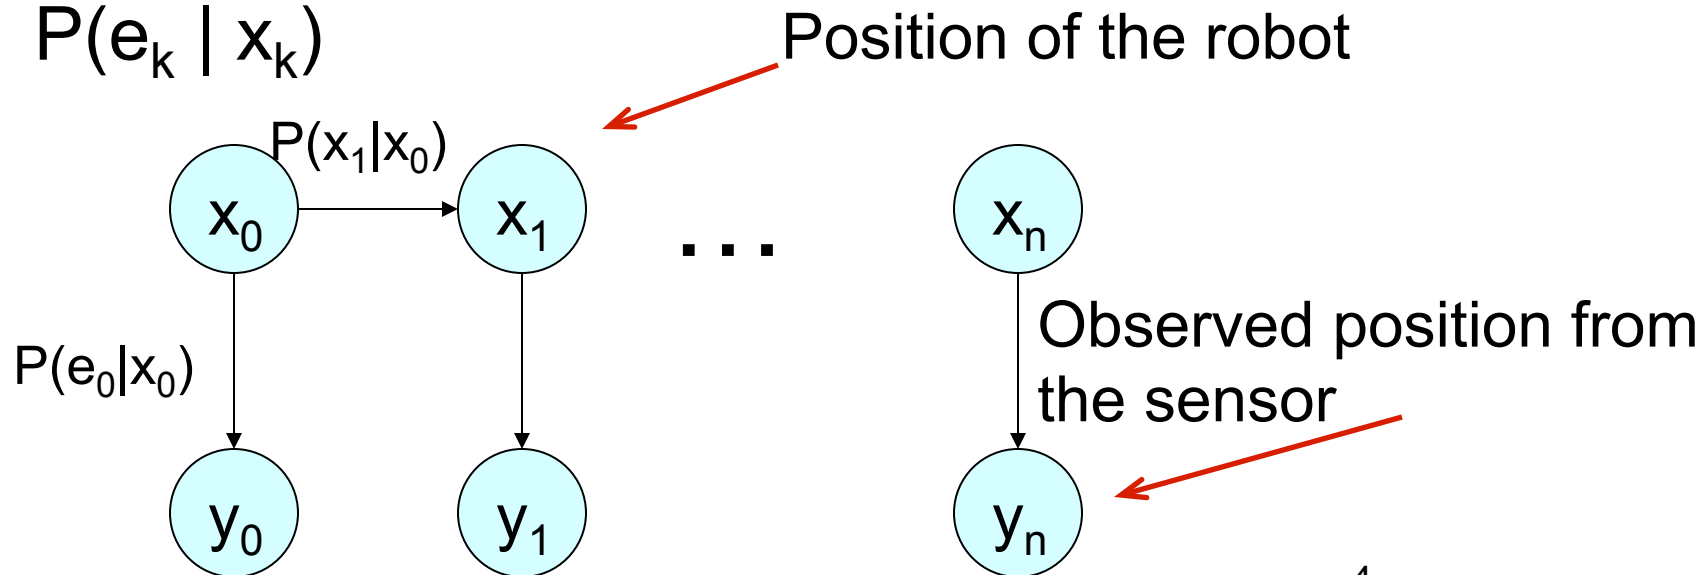 P(eₖ | xₖ)
Position of the robot
P(x₁|x₀)
x₀
x₁
...
xₙ
Observed position from
the sensor
P(e₀|x₀)
y₀
y₁
yₙ